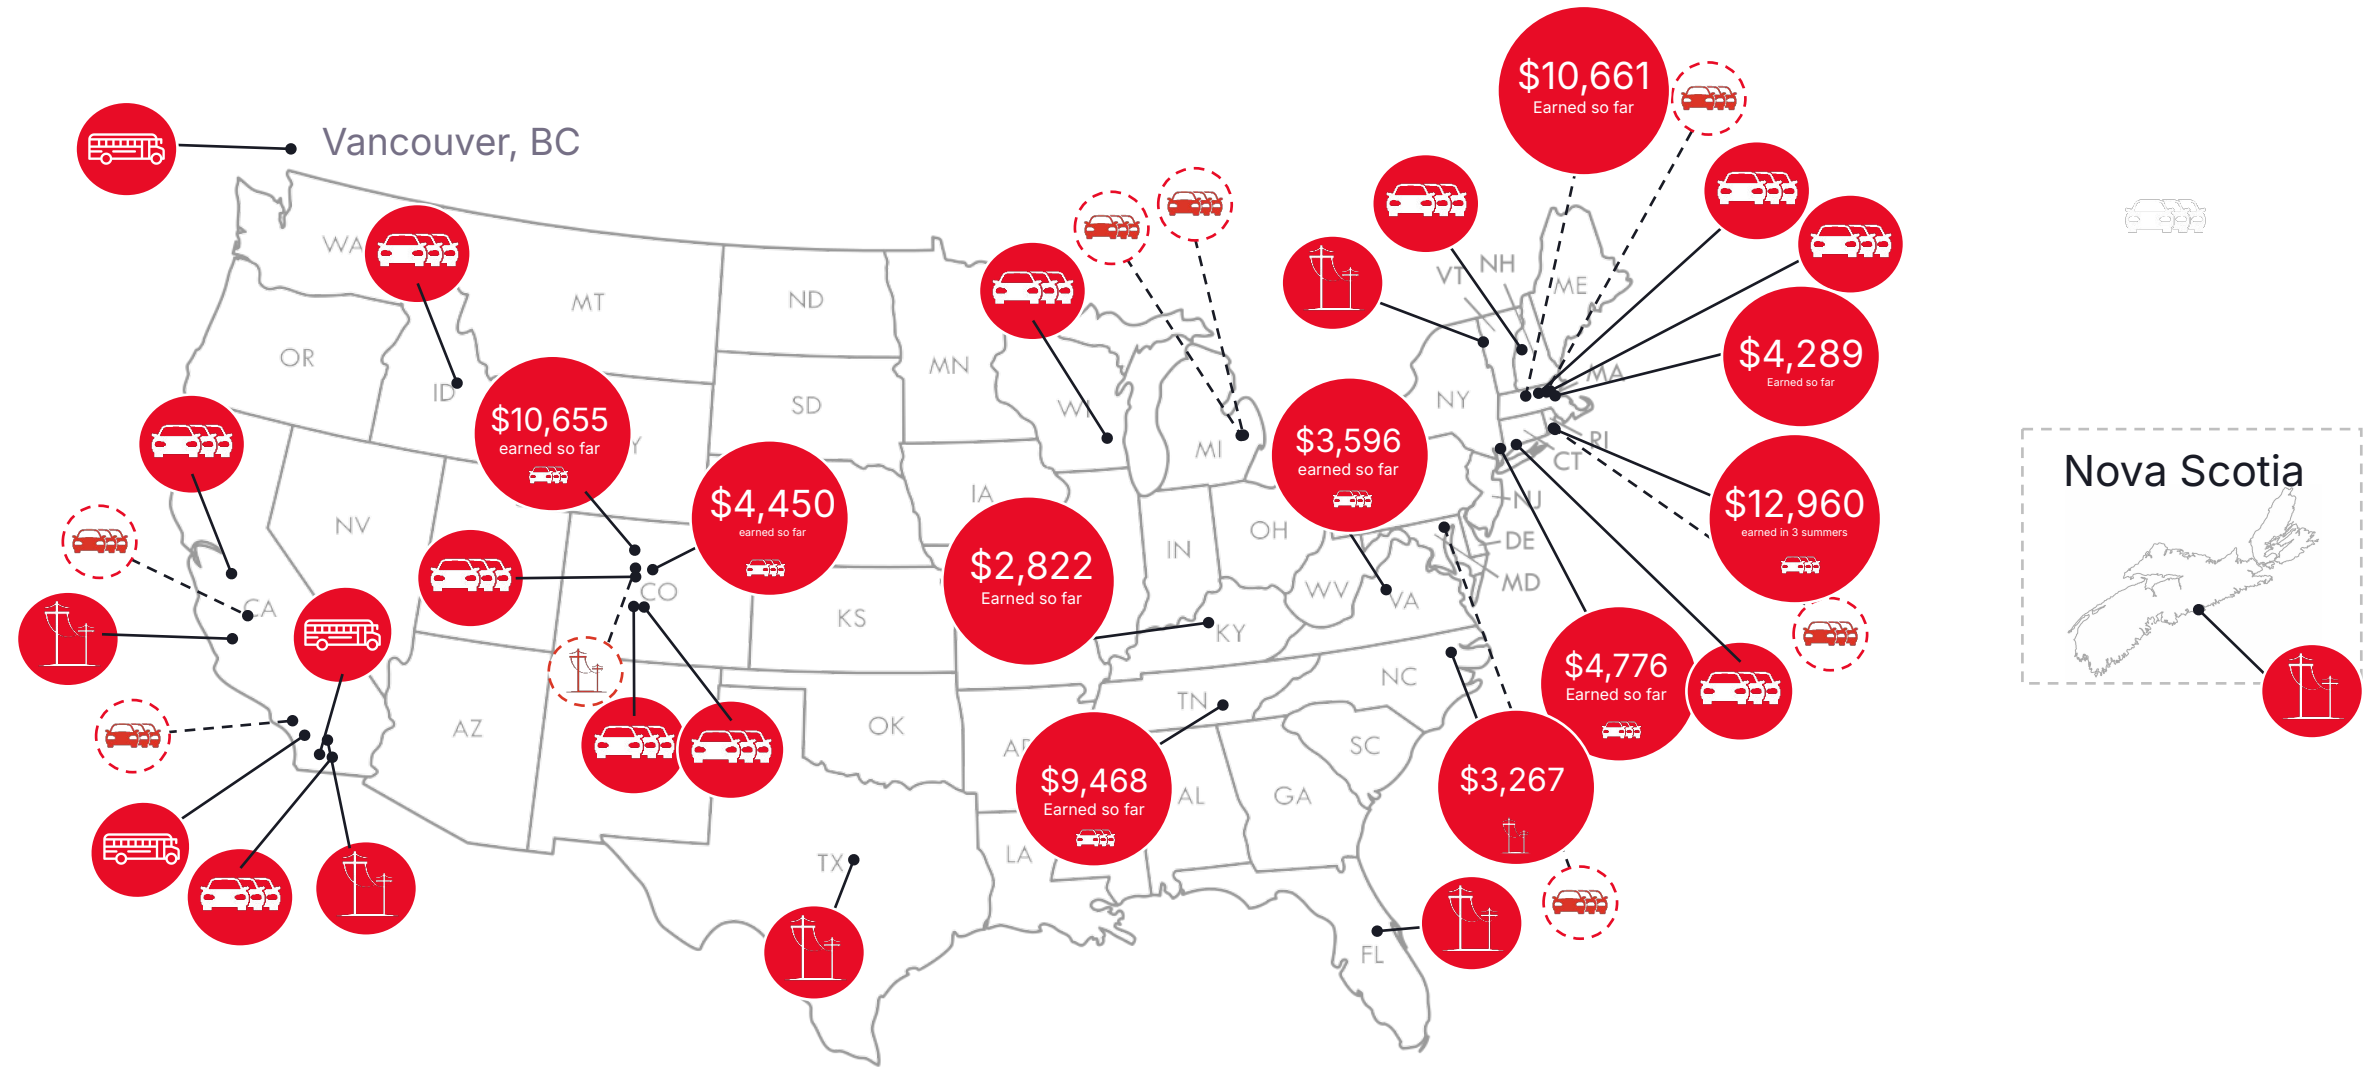 $10,661
Earned so far
Vancouver, BC
WA
MT
ND
VT
NH
ME
OR
ID
MN
SD
WI
MI
NY
MA
$4,289
Earned so far
$10,655
earned so far
Y
$4,450
earned so far
$3,596
earned so far
RI
CT
NJ
$12,960
earned in 3 summers
Nova Scotia
NV
IA
IN
OH
DE
MD
$2,822
Earned so far
CA
CO
KS
WV
VA
KY
$4,776
Earned so far
NC
TN
AZ
OK
SC
$9,468
Earned so far
AL
GA
$3,267
LA
TX
FL